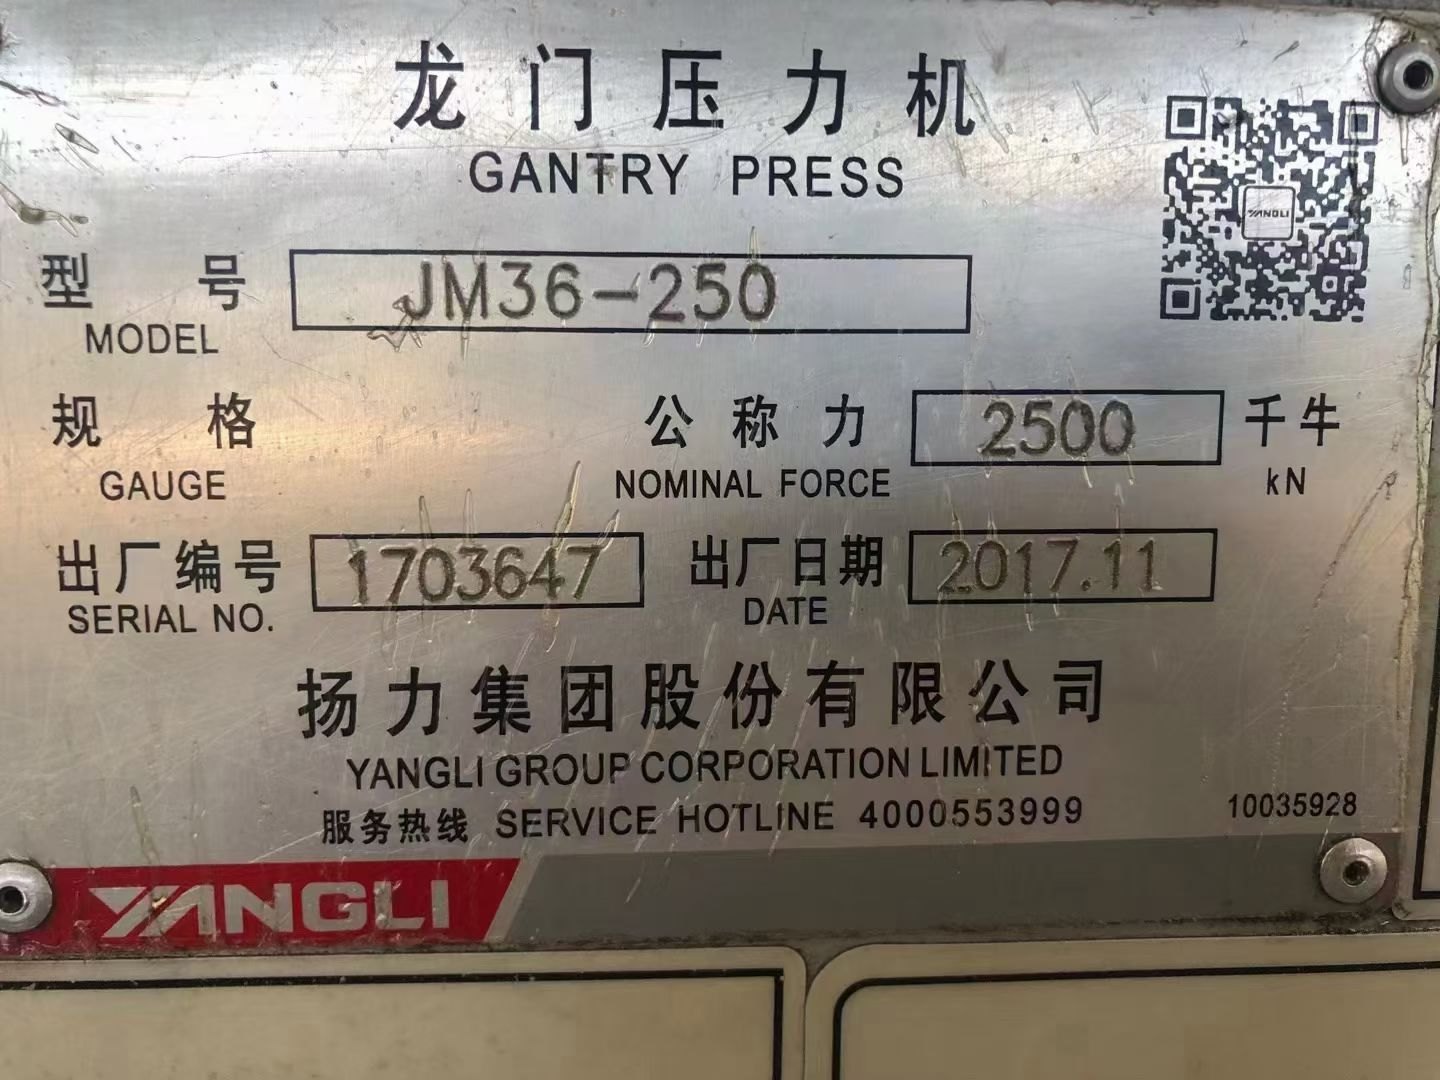 龙门压力机
GANTRY PRESS
YANGLI
型号 JM36-250
MODEL
规格 公称力 2500 千牛
GAUGE NOMINAL FORCE kN
出厂编号 1703647 出厂日期 2017.11
SERIAL NO. DATE
扬力集团股份有限公司
YANGLI GROUP CORPORATION LIMITED
服务热线 SERVICE HOTLINE 4000553999
10035928
YANGLI